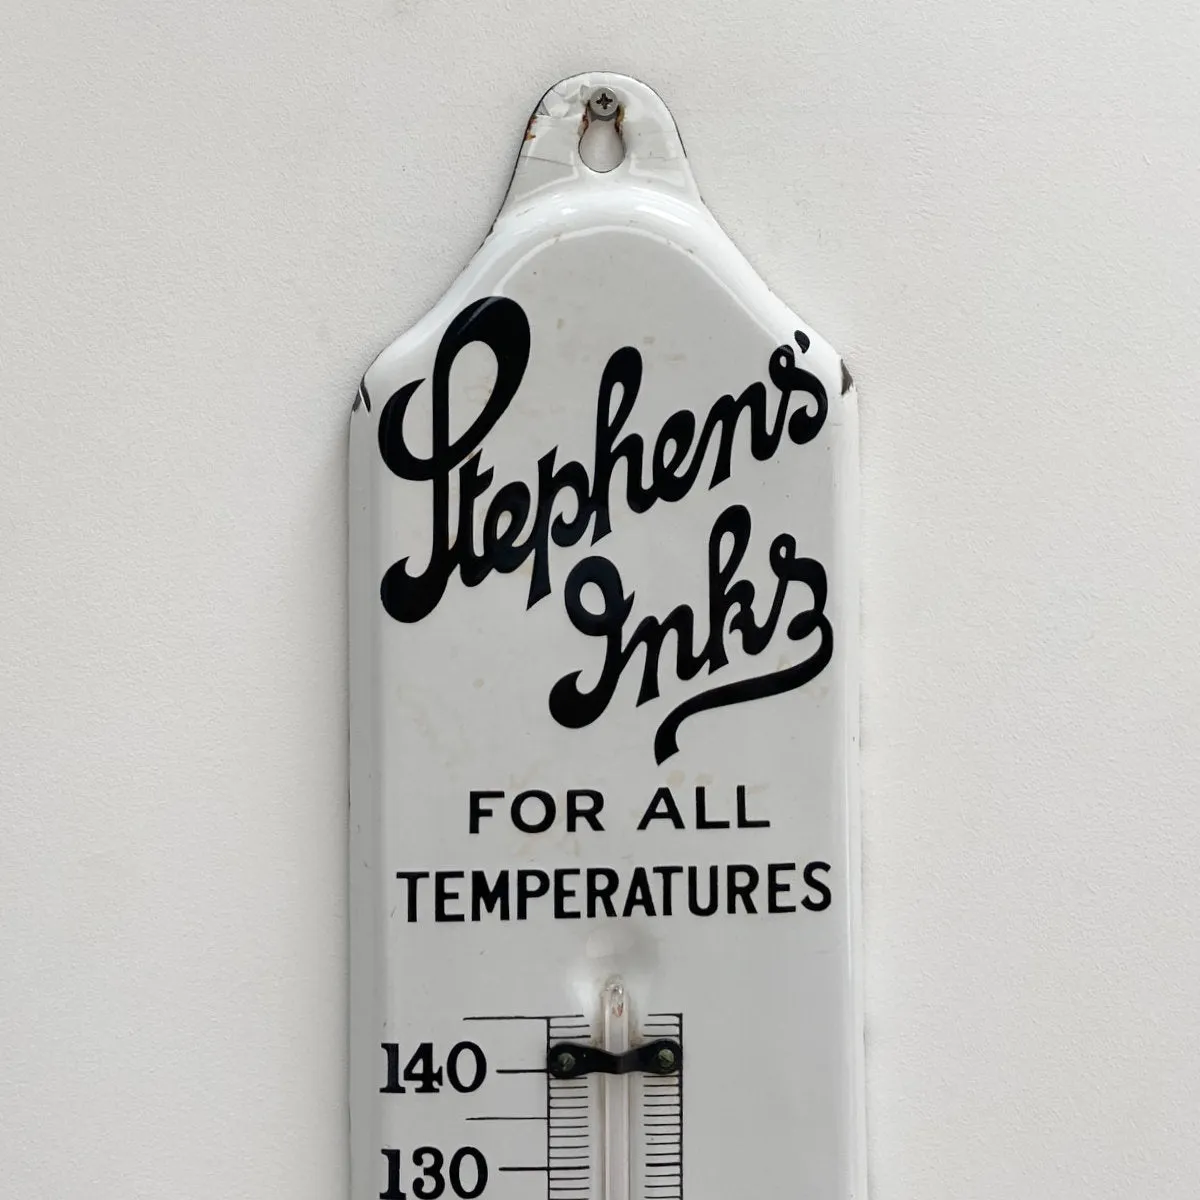 Stephens'
Inks
FOR ALL
TEMPERATURES
140
130